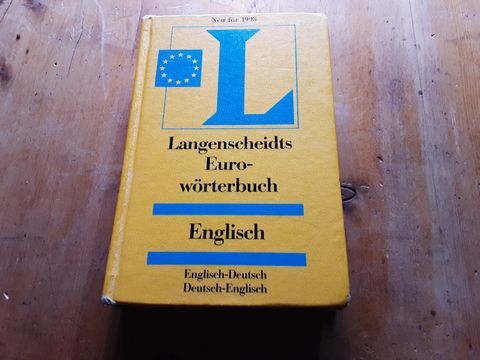 Neu für 1993
L
Langenscheidts
Euro-
wörterbuch
Englisch
Englisch-Deutsch
Deutsch-Englisch